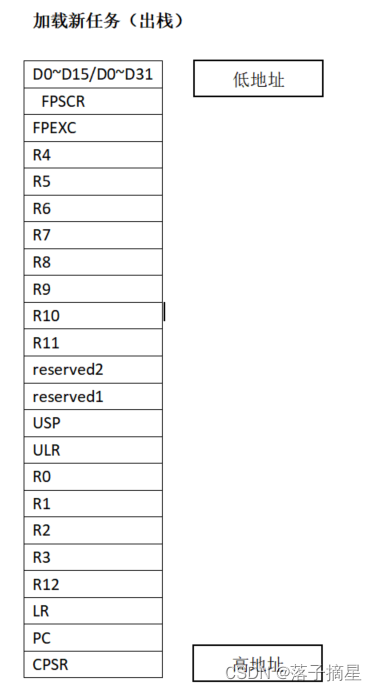 加载新任务（出栈）
D0~D15/D0~D31
低地址
FPSCR
FPEXC
R4
R5
R6
R7
R8
R9
R10
R11
reserved2
reserved1
USP
ULR
R0
R1
R2
R3
R12
LR
PC
CPSR
高地址
CSDN @落子摘星